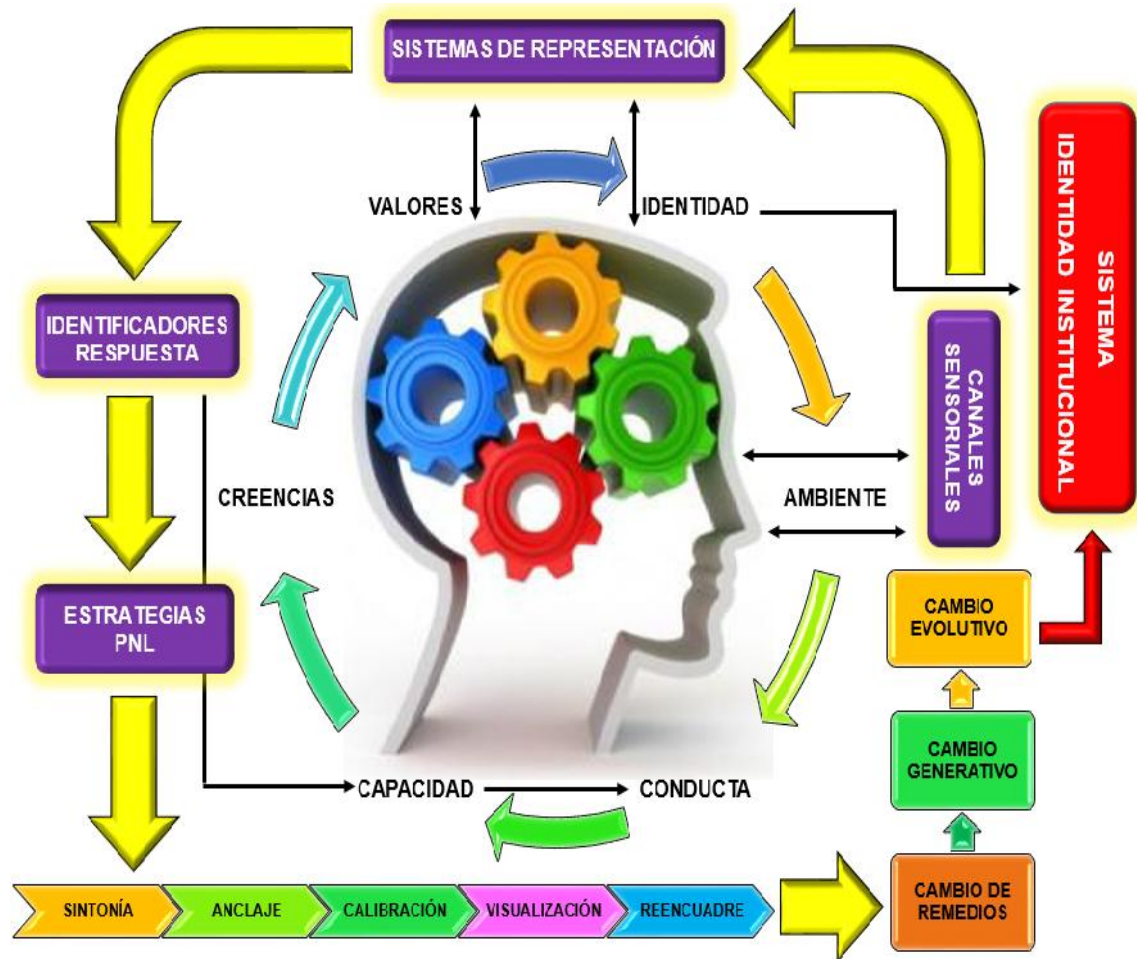 SISTEMAS DE REPRESENTACIÓN
VALORES
IDENTIDAD
SISTEMA
IDENTIDAD INSTITUCIONAL
IDENTIFICADORES
RESPUESTA
CANALES
SENSORIALES
CREENCIAS
AMBIENTE
ESTRATEGIAS
PNL
CAMBIO
EVOLUTIVO
CAMBIO
GENERATIVO
CAPACIDAD
CONDUCTA
SINTONÍA
ANCLAJE
CALIBRACIÓN
VISUALIZACIÓN
REENCUADRE
CAMBIO DE
REMEDIOS